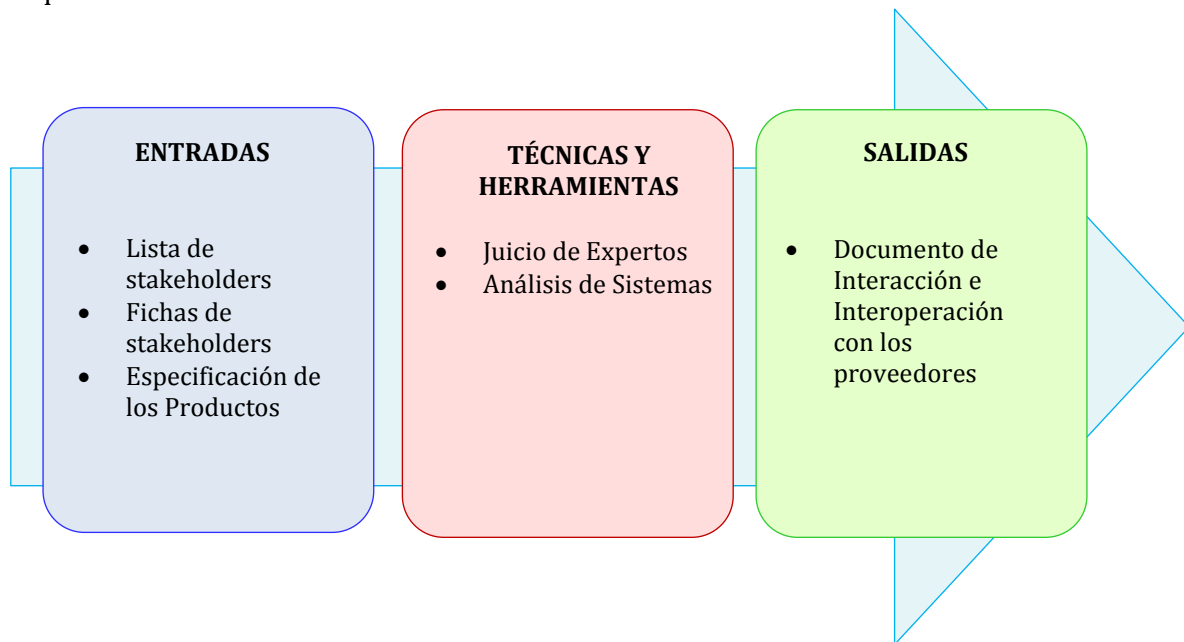 ENTRADAS
• Lista de
stakeholders
• Fichas de
stakeholders
• Especificación de
los Productos
TÉCNICAS Y
HERRAMIENTAS
• Juicio de Expertos
• Análisis de Sistemas
SALIDAS
• Documento de
Interacción e
Interoperación
con los
proveedores